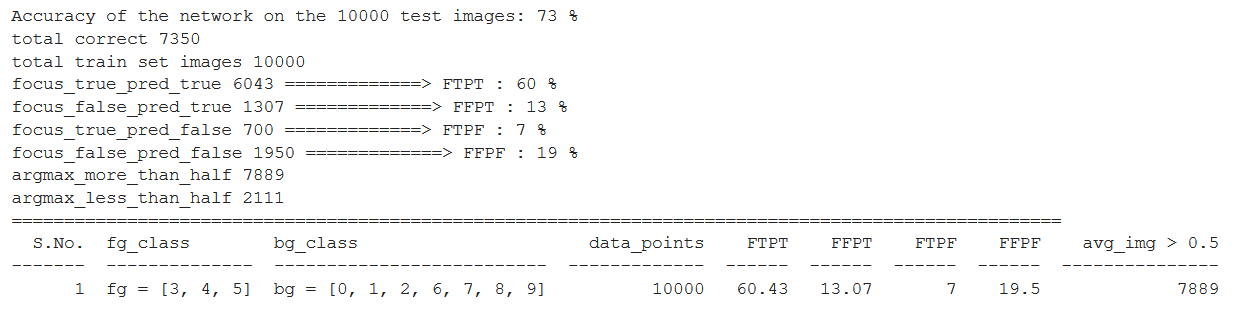 Accuracy of the network on the 10000 test images: 73 %
total correct 7350
total train set images 10000
focus_true_pred_true 6043 =============> FTPT : 60 %
focus_false_pred_true 1307 =============> FFPT : 13 %
focus_true_pred_false 700 =============> FTPF : 7 %
focus_false_pred_false 1950 =============> FFPF : 19 %
argmax_more_than_half 7889
argmax_less_than_half 2111
====================================================================================================
S.No. fg_class bg_class data_points FTPT FFPT FTPF FFPF avg_img > 0.5
------- -------------- -------------------------- ------------- ------ ------ ------ ------ ---------------
1 fg = [3, 4, 5] bg = [0, 1, 2, 6, 7, 8, 9] 10000 60.43 13.07 7 19.5 7889